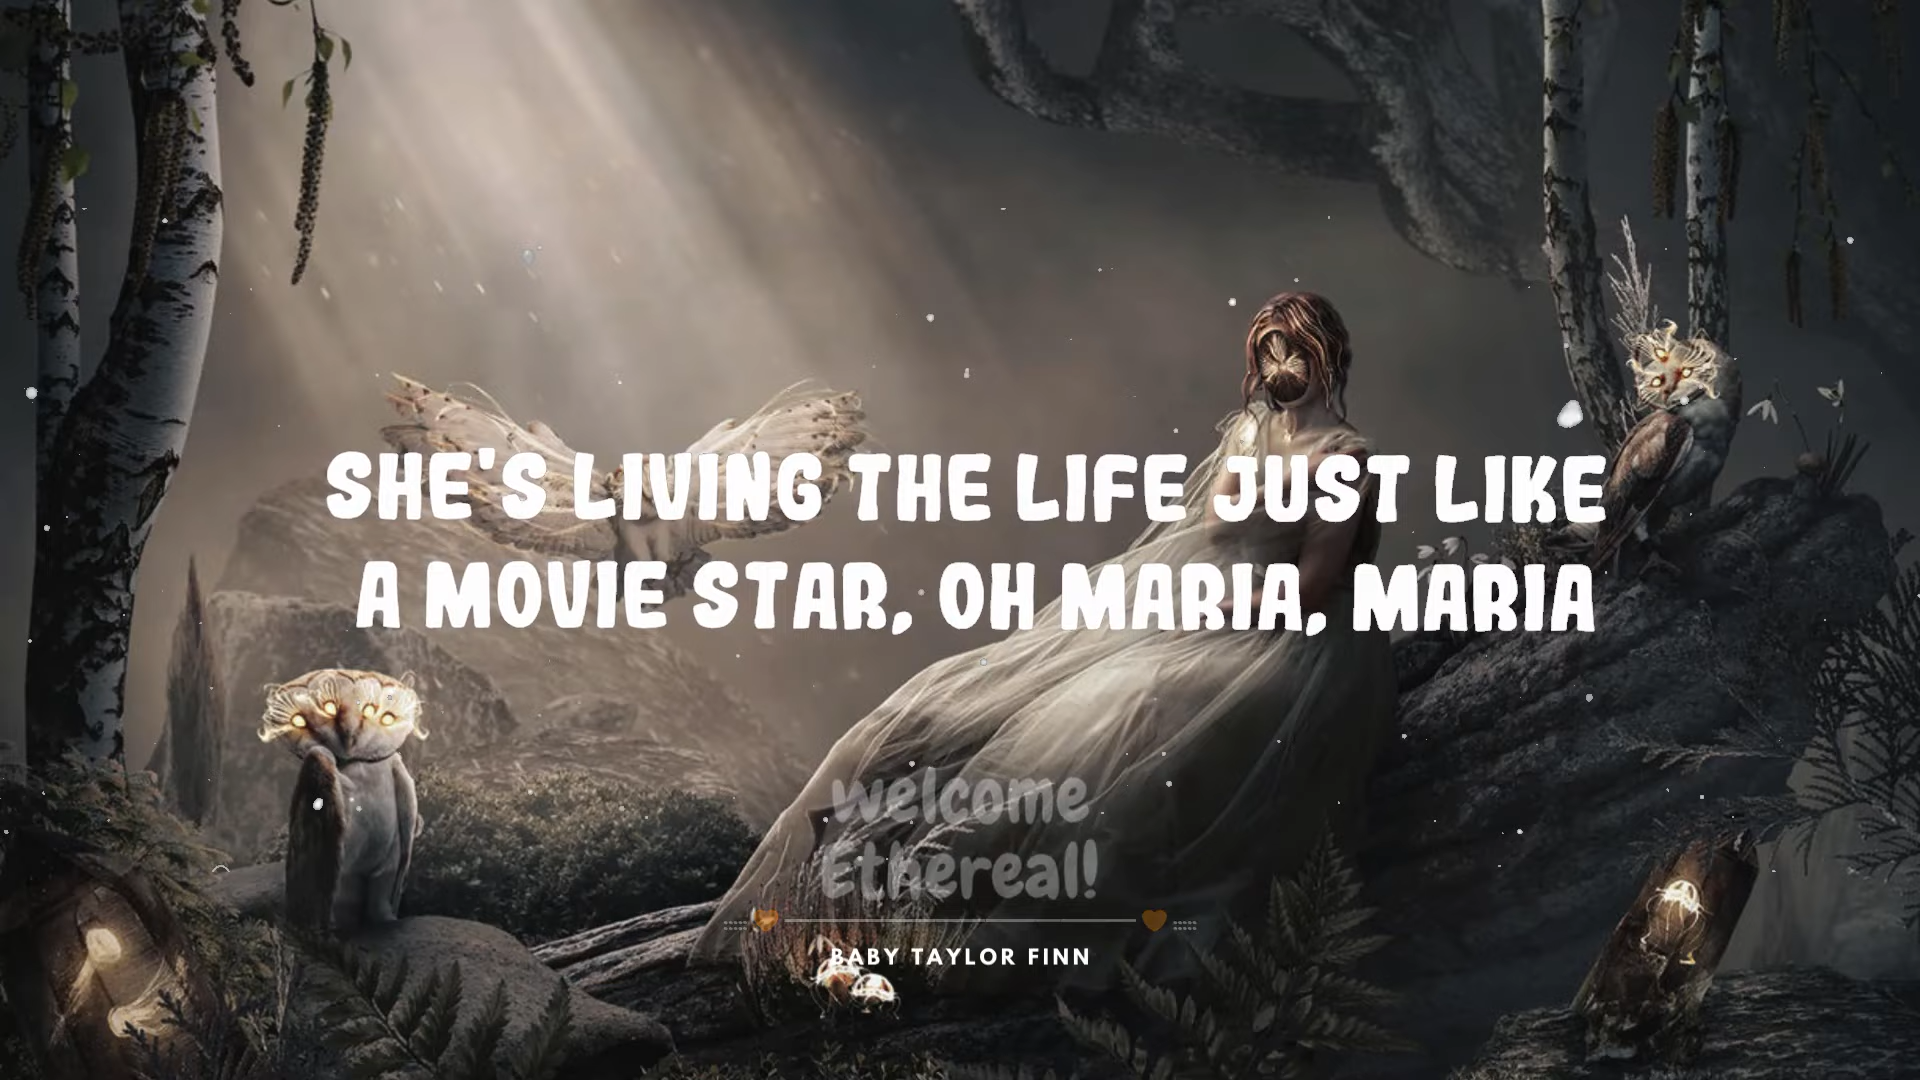 SHE'S LIVING THE LIFE JUST LIKE
A MOVIE STAR, OH MARIA, MARIA
welcome
Ethereal!
BABY TAYLOR FINN